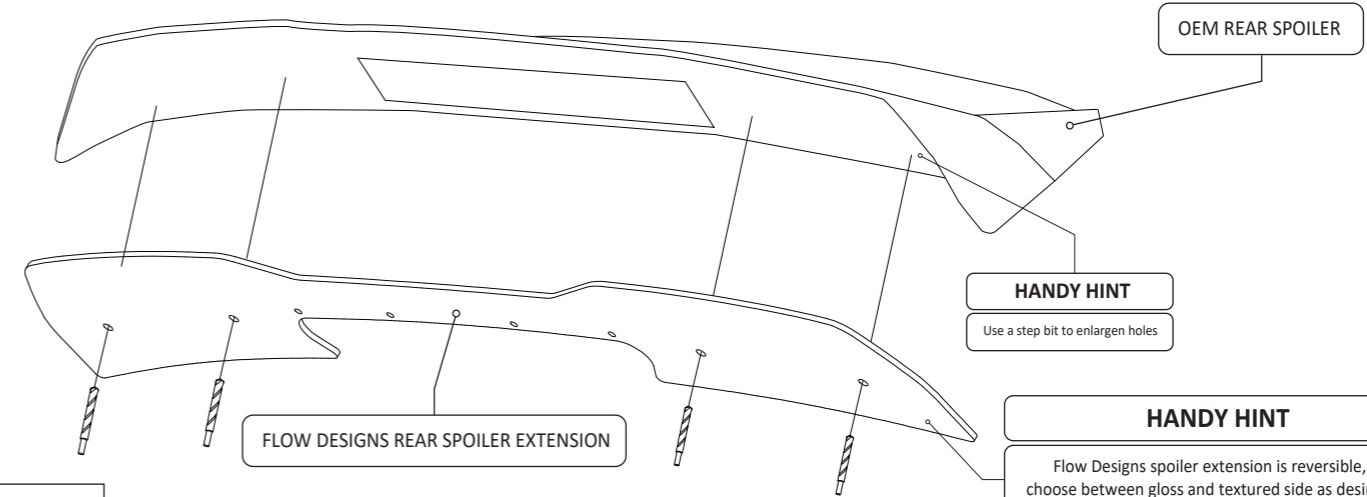 OEM REAR SPOILER
HANDY HINT
Use a step bit to enlargen holes
FLOW DESIGNS REAR SPOILER EXTENSION
HANDY HINT
Flow Designs spoiler extension is reversible,
choose between gloss and textured side as